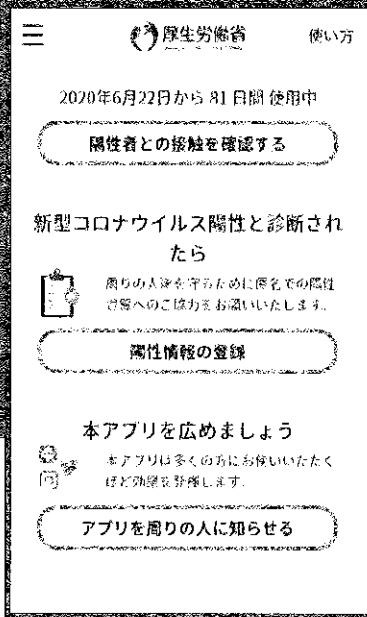 厚生労働省
使い方
2020年6月22日から 81 日間 使用中
陽性者との接触を確認する
新型コロナウイルス陽性と診断され
たら
周りの人々を守るために匿名での陽性
登録へのご協力をお願いいたします。
陽性情報の登録
本アプリを広めましょう
本アプリは多くの方にお使いいただく
ほど効果を発揮します。
アプリを周りの人に知らせる